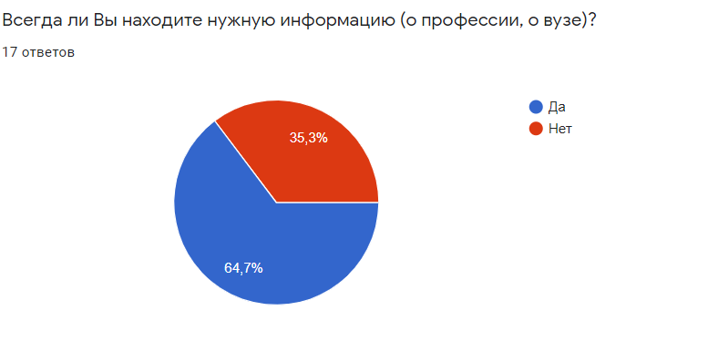 Всегда ли Вы находите нужную информацию (о профессии, о вузе)?
17 ответов
Да
Нет
35,3%
64,7%